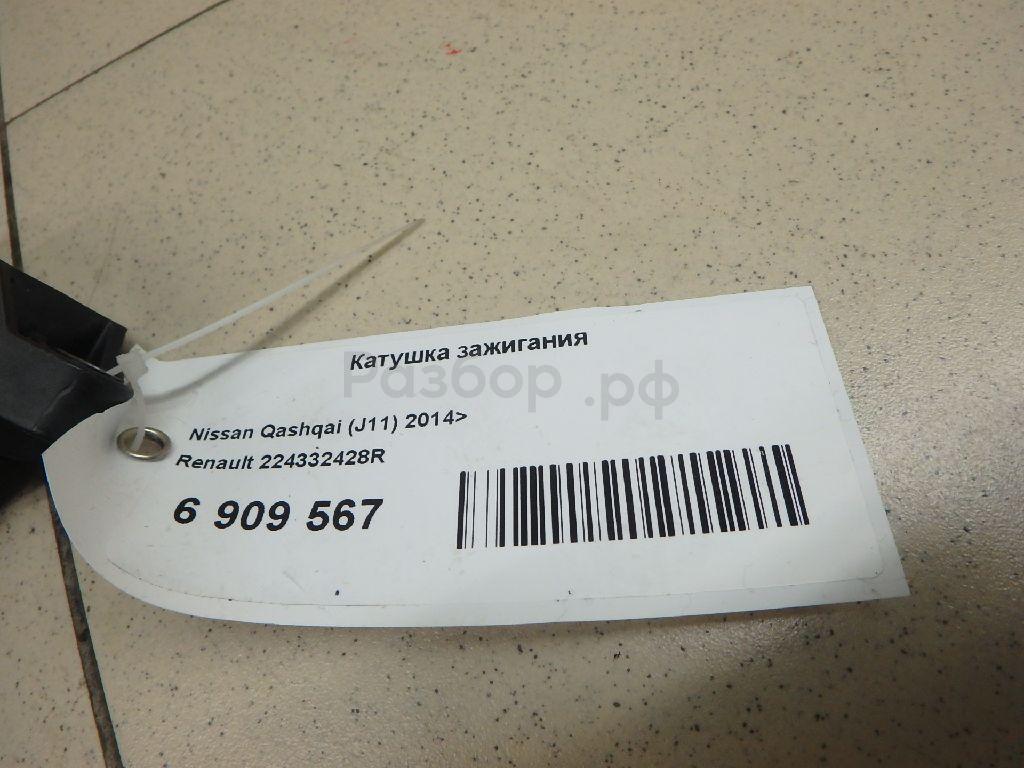 Катушка зажигания
Разбор.рф
Nissan Qashqai (J11) 2014>
Renault 224332428R
6 909 567